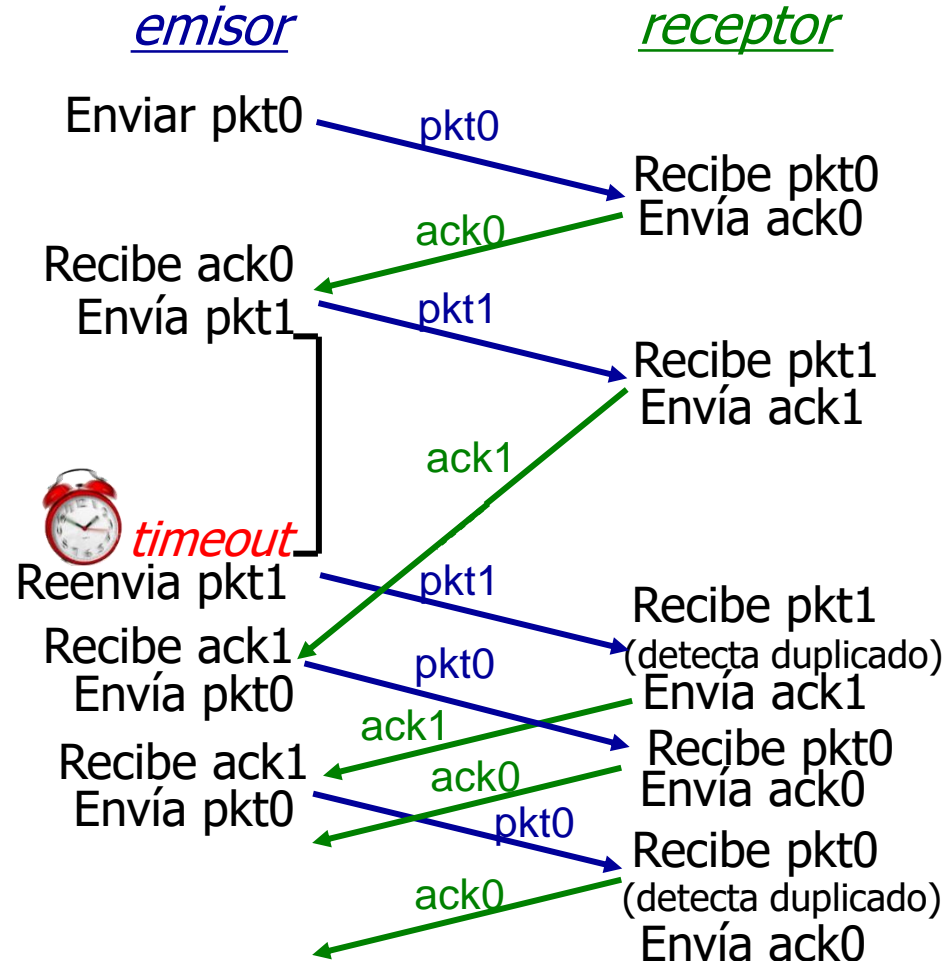 emisor receptor
Enviar pkt0
pkt0
Recibe pkt0
Envía ack0
ack0
Recibe ack0
Envía pkt1
pkt1
Recibe pkt1
Envía ack1
ack1
timeout
Reenvia pkt1
pkt1
Recibe pkt1
(detecta duplicado)
Envía ack1
Recibe ack1
Envía pkt0
pkt0
ack1
Recibe pkt0
Envía ack0
Recibe ack1
Envía pkt0
ack0
pkt0
Recibe pkt0
(detecta duplicado)
Envía ack0
ack0